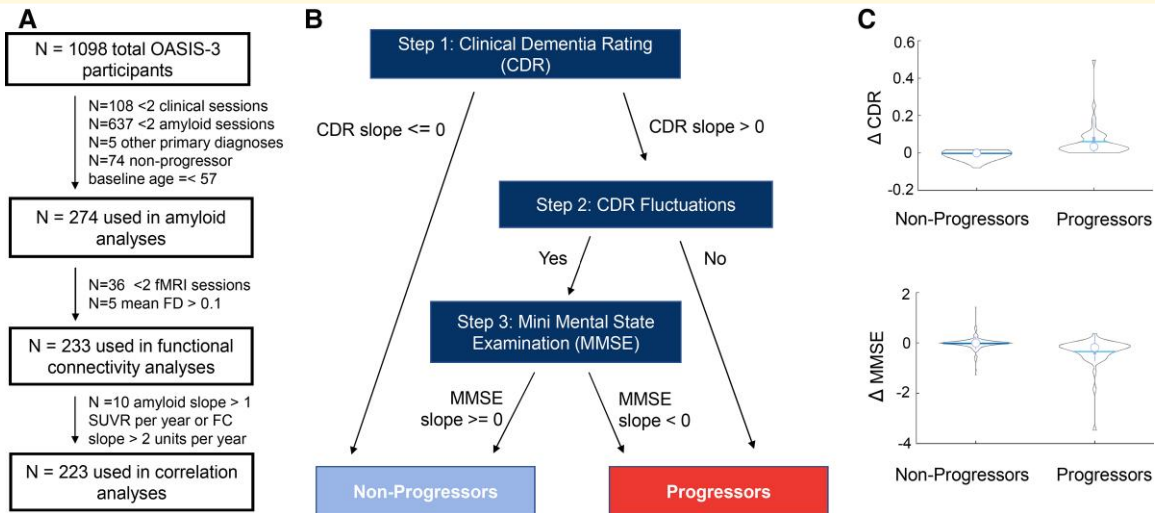 A
N = 1098 total OASIS-3
participants
N=108 <2 clinical sessions
N=637 <2 amyloid sessions
N=5 other primary diagnoses
N=74 non-progressor
baseline age =< 57
N = 274 used in amyloid
analyses
N=36 <2 fMRI sessions
N=5 mean FD > 0.1
N = 233 used in functional
connectivity analyses
N =10 amyloid slope > 1
SUVR per year or FC
slope > 2 units per year
N = 223 used in correlation
analyses
B
Step 1: Clinical Dementia Rating
(CDR)
CDR slope <= 0
CDR slope > 0
Step 2: CDR Fluctuations
Yes
No
Step 3: Mini Mental State
Examination (MMSE)
MMSE
slope >= 0
MMSE
slope < 0
Non-Progressors
Progressors
C
Δ CDR
0.6
0.4
0.2
0
-0.2
Non-Progressors
Progressors
Δ MMSE
2
0
-2
-4
Non-Progressors
Progressors